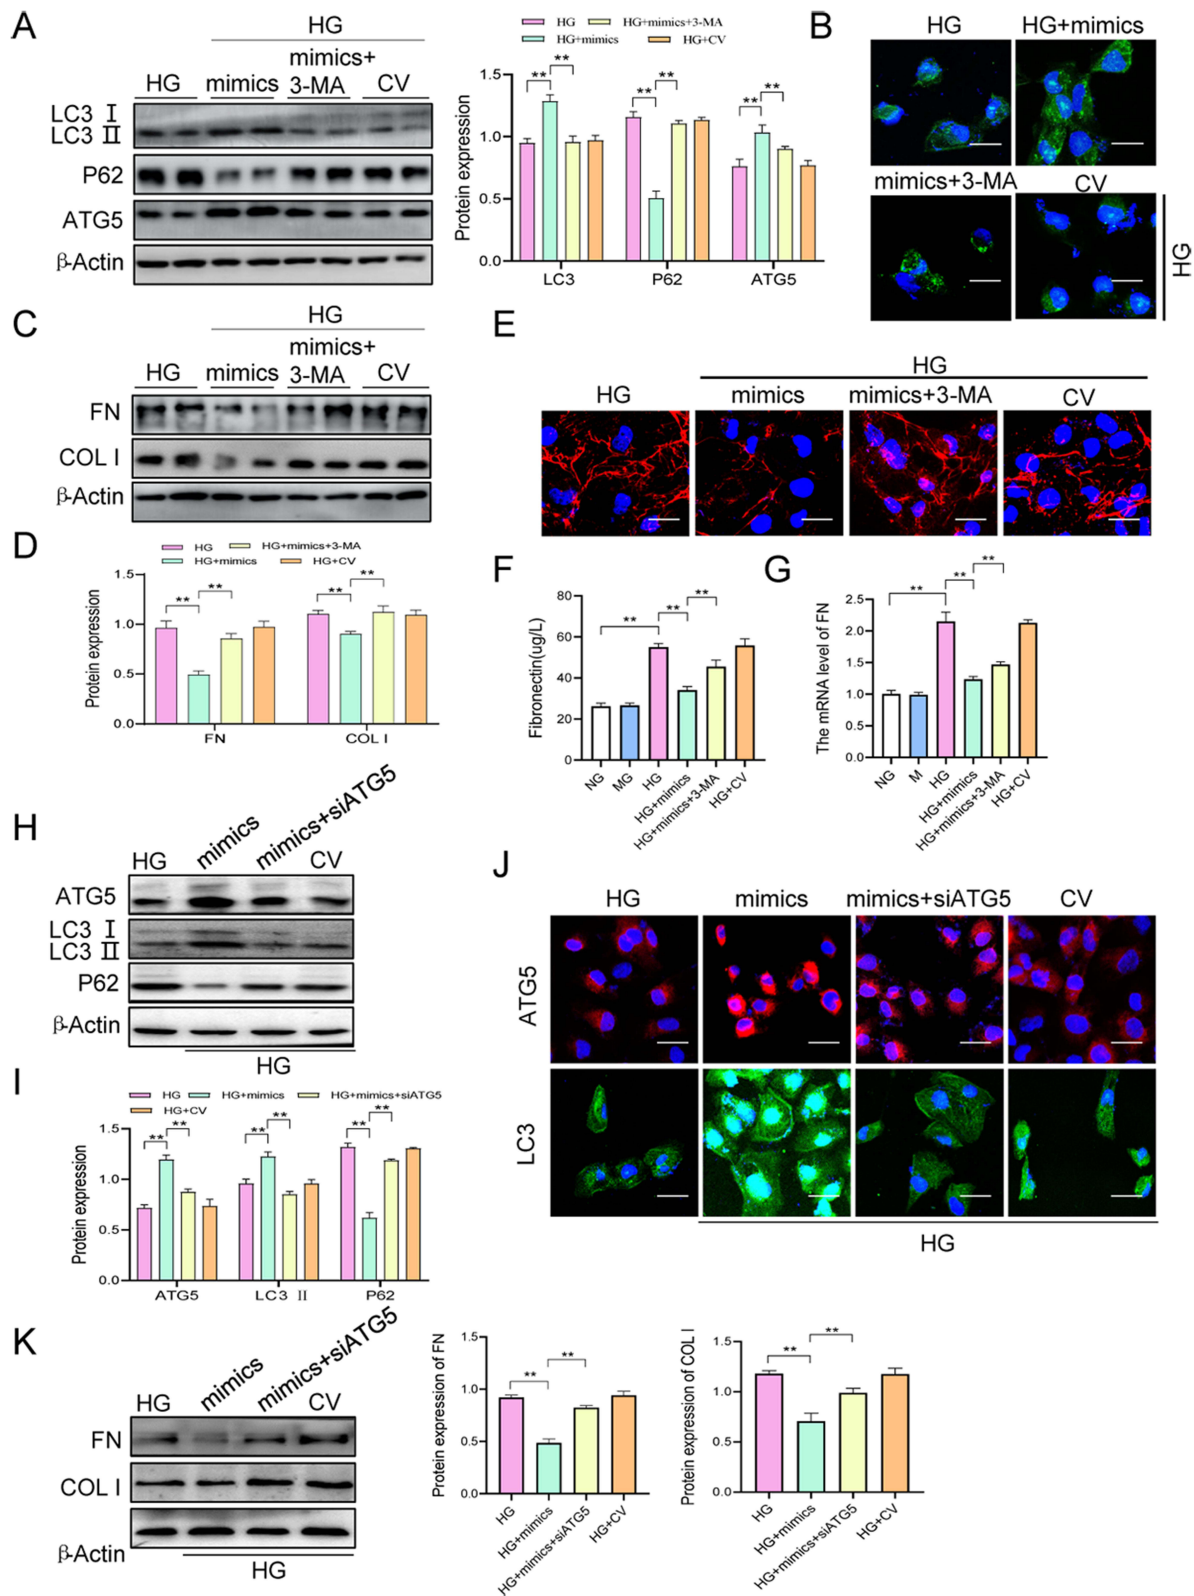 A
HG
mimics+
HG mimics 3-MA CV
LC3 I
LC3 II
P62
ATG5
β-Actin
HG HG+mimics+3-MA
HG+mimics HG+CV
Protein expression
1.5
1.0
0.5
0.0
** ** ** ** ** **
LC3 P62 ATG5
B
HG HG+mimics
mimics+3-MA CV
HG
C
HG
mimics+
HG mimics 3-MA CV
FN
COL I
β-Actin
D
HG HG+mimics+3-MA
HG+mimics HG+CV
Protein expression
1.5
1.0
0.5
0.0
** ** ** **
FN COL I
E
HG
HG mimics mimics+3-MA CV
F
Fibronectin(ug/L)
80
60
40
20
0
** ** **
NG MG HG HG+mimics HG+mimics+3-MA HG+CV
G
The mRNA level of FN
2.5
2.0
1.5
1.0
0.5
0.0
** ** **
NG M HG HG+mimics HG+mimics+3-MA HG+CV
H
HG mimics mimics+siATG5 CV
ATG5
LC3 I
LC3 II
P62
β-Actin
HG
I
HG HG+mimics HG+mimics+siATG5
HG+CV
Protein expression
1.5
1.0
0.5
0.0
** ** ** ** ** **
ATG5 LC3 II P62
J
HG mimics mimics+siATG5 CV
ATG5
LC3
HG
K
HG mimics mimics+siATG5 CV
FN
COL I
β-Actin
HG
Protein expression of FN
1.5
1.0
0.5
0.0
** **
HG HG+mimics HG+mimics+siATG5 HG+CV
Protein expression of COL I
1.5
1.0
0.5
0.0
** **
HG HG+mimics HG+mimics+siATG5 HG+CV